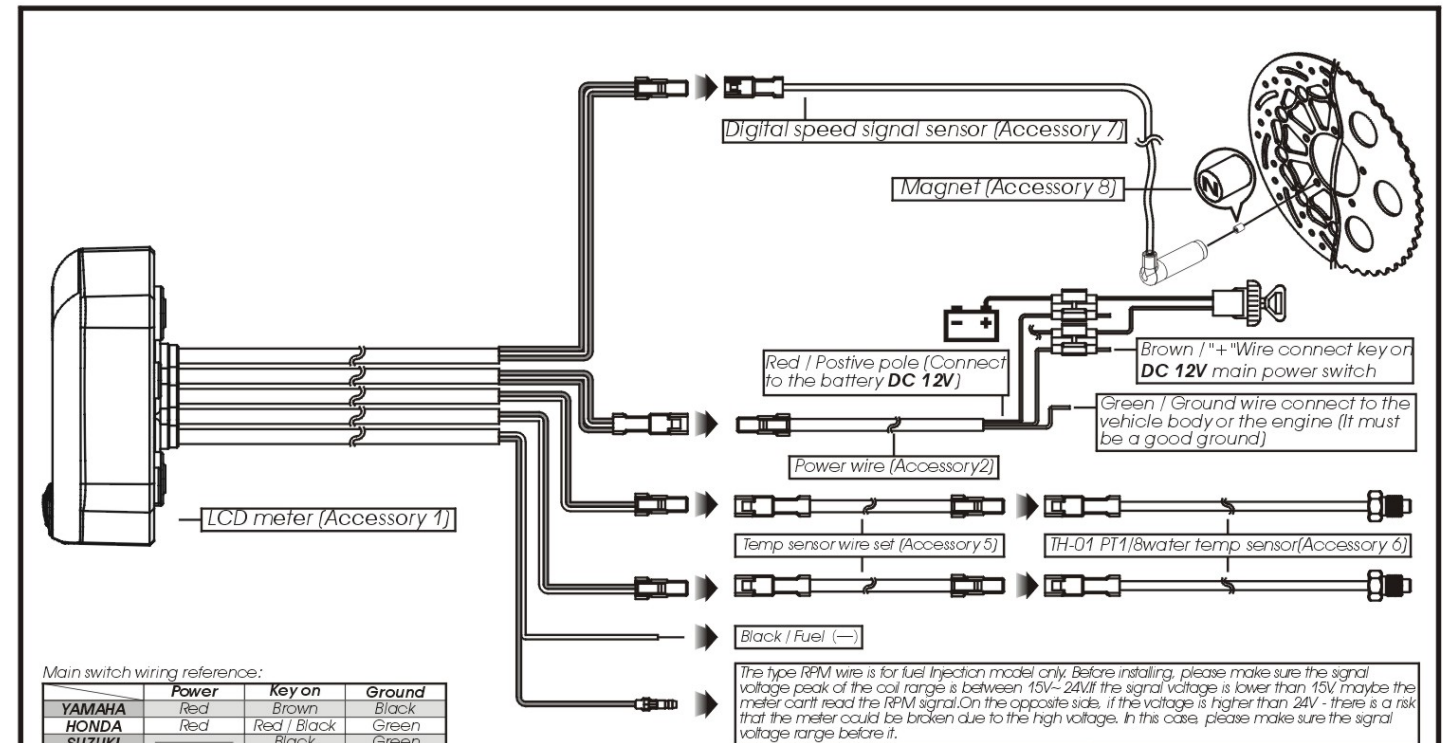 Digital speed signal sensor (Accessory 7)
Magnet (Accessory 8)
N
- +
Red / Postive pole (Connect
to the battery DC 12V)
Brown / "+"Wire connect key on
DC 12V main power switch
Green / Ground wire connect to the
vehicle body or the engine (It must
be a good ground)
Power wire (Accessory2)
LCD meter (Accessory 1)
Temp sensor wire set (Accessory 5)
TH-01 PT1/8water temp sensor(Accessory 6)
Black / Fuel (—)
The type RPM wire is for fuel Injection model only. Before installing, please make sure the signal
voltage peak of the coil range is between 15V~ 24V.If the signal voltage is lower than 15V, maybe the
meter can't read the RPM signal.On the opposite side, if the voltage is higher than 24V - there is a risk
that the meter could be broken due to the high voltage. In this case, please make sure the signal
voltage range before it.
Main switch wiring reference:
Power Key on Ground
YAMAHA Red Brown Black
HONDA Red Red / Black Green
SUZUKI Black Green